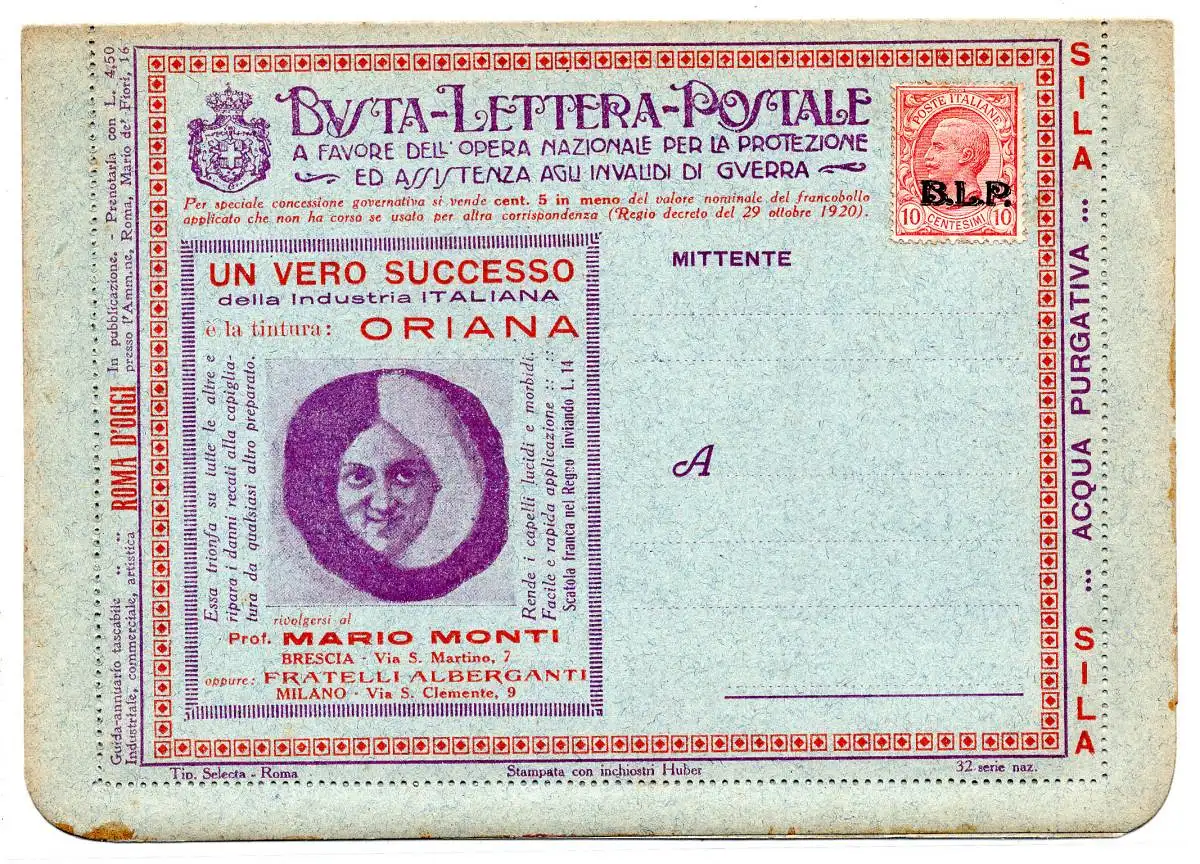 BUSTA-LETTERA-POSTALE
A FAVORE DELL'OPERA NAZIONALE PER LA PROTEZIONE
ED ASSISTENZA AGLI INVALIDI DI GVERRA
Per speciale concessione governativa si vende cent. 5 in meno del valore nominale del francobollo
applicato che non ha corso se usato per altra corrispondenza (Regio decreto del 29 ottobre 1920).
POSTE ITALIANE
B.L.P.
10 CENTESIMI 10
UN VERO SUCCESSO
della Industria ITALIANA
è la tintura: ORIANA
Essa trionfa su tutte le altre e
ripara i danni recati alla capiglia-
tura da qualsiasi altro preparato.
Rende i capelli lucidi e morbidi.
Facile e rapida applicazione :: ::
Scatola franca nel Regno inviando L. 14
rivolgersi al
Prof. MARIO MONTI
BRESCIA - Via S. Martino, 7
oppure: FRATELLI ALBERGANTI
MILANO - Via S. Clemente, 9
MITTENTE
A
SILA ... ACQUA PURGATIVA ... SILA
Guida-annuario tascabile .. .. ROMA D'OGGI In pubblicazione. - Prenotarla con L. 4,50
Industriale, commerciale, artistica presso l'Amm.ne, Roma, Mario de' Fiori, 16
Tip. Selecta - Roma
Stampata con inchiostri Huber
32 serie naz.